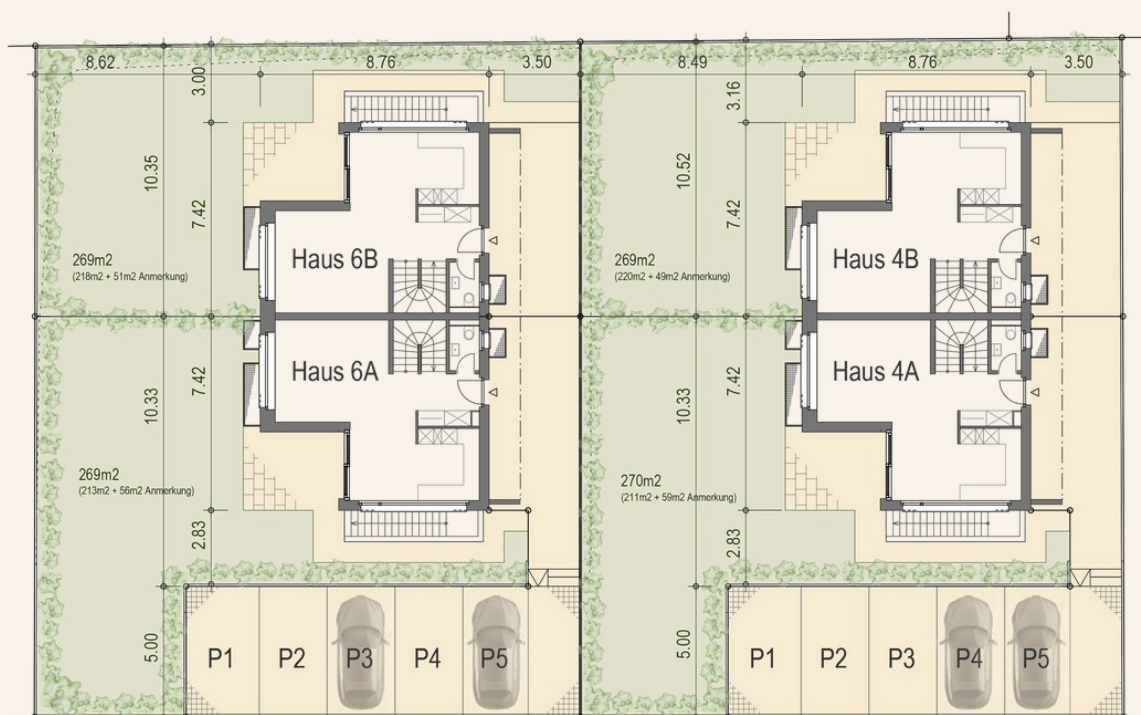 8.62
8.76
3.50
8.49
8.76
3.50
3.00
3.16
10.35
7.42
10.52
7.42
Haus 6B
Haus 4B
269m2
(218m2 + 51m2 Anmerkung)
269m2
(220m2 + 49m2 Anmerkung)
Haus 6A
Haus 4A
10.33
7.42
10.33
7.42
269m2
(213m2 + 56m2 Anmerkung)
270m2
(211m2 + 59m2 Anmerkung)
2.83
2.83
5.00
5.00
P1
P2
P3
P4
P5
P1
P2
P3
P4
P5